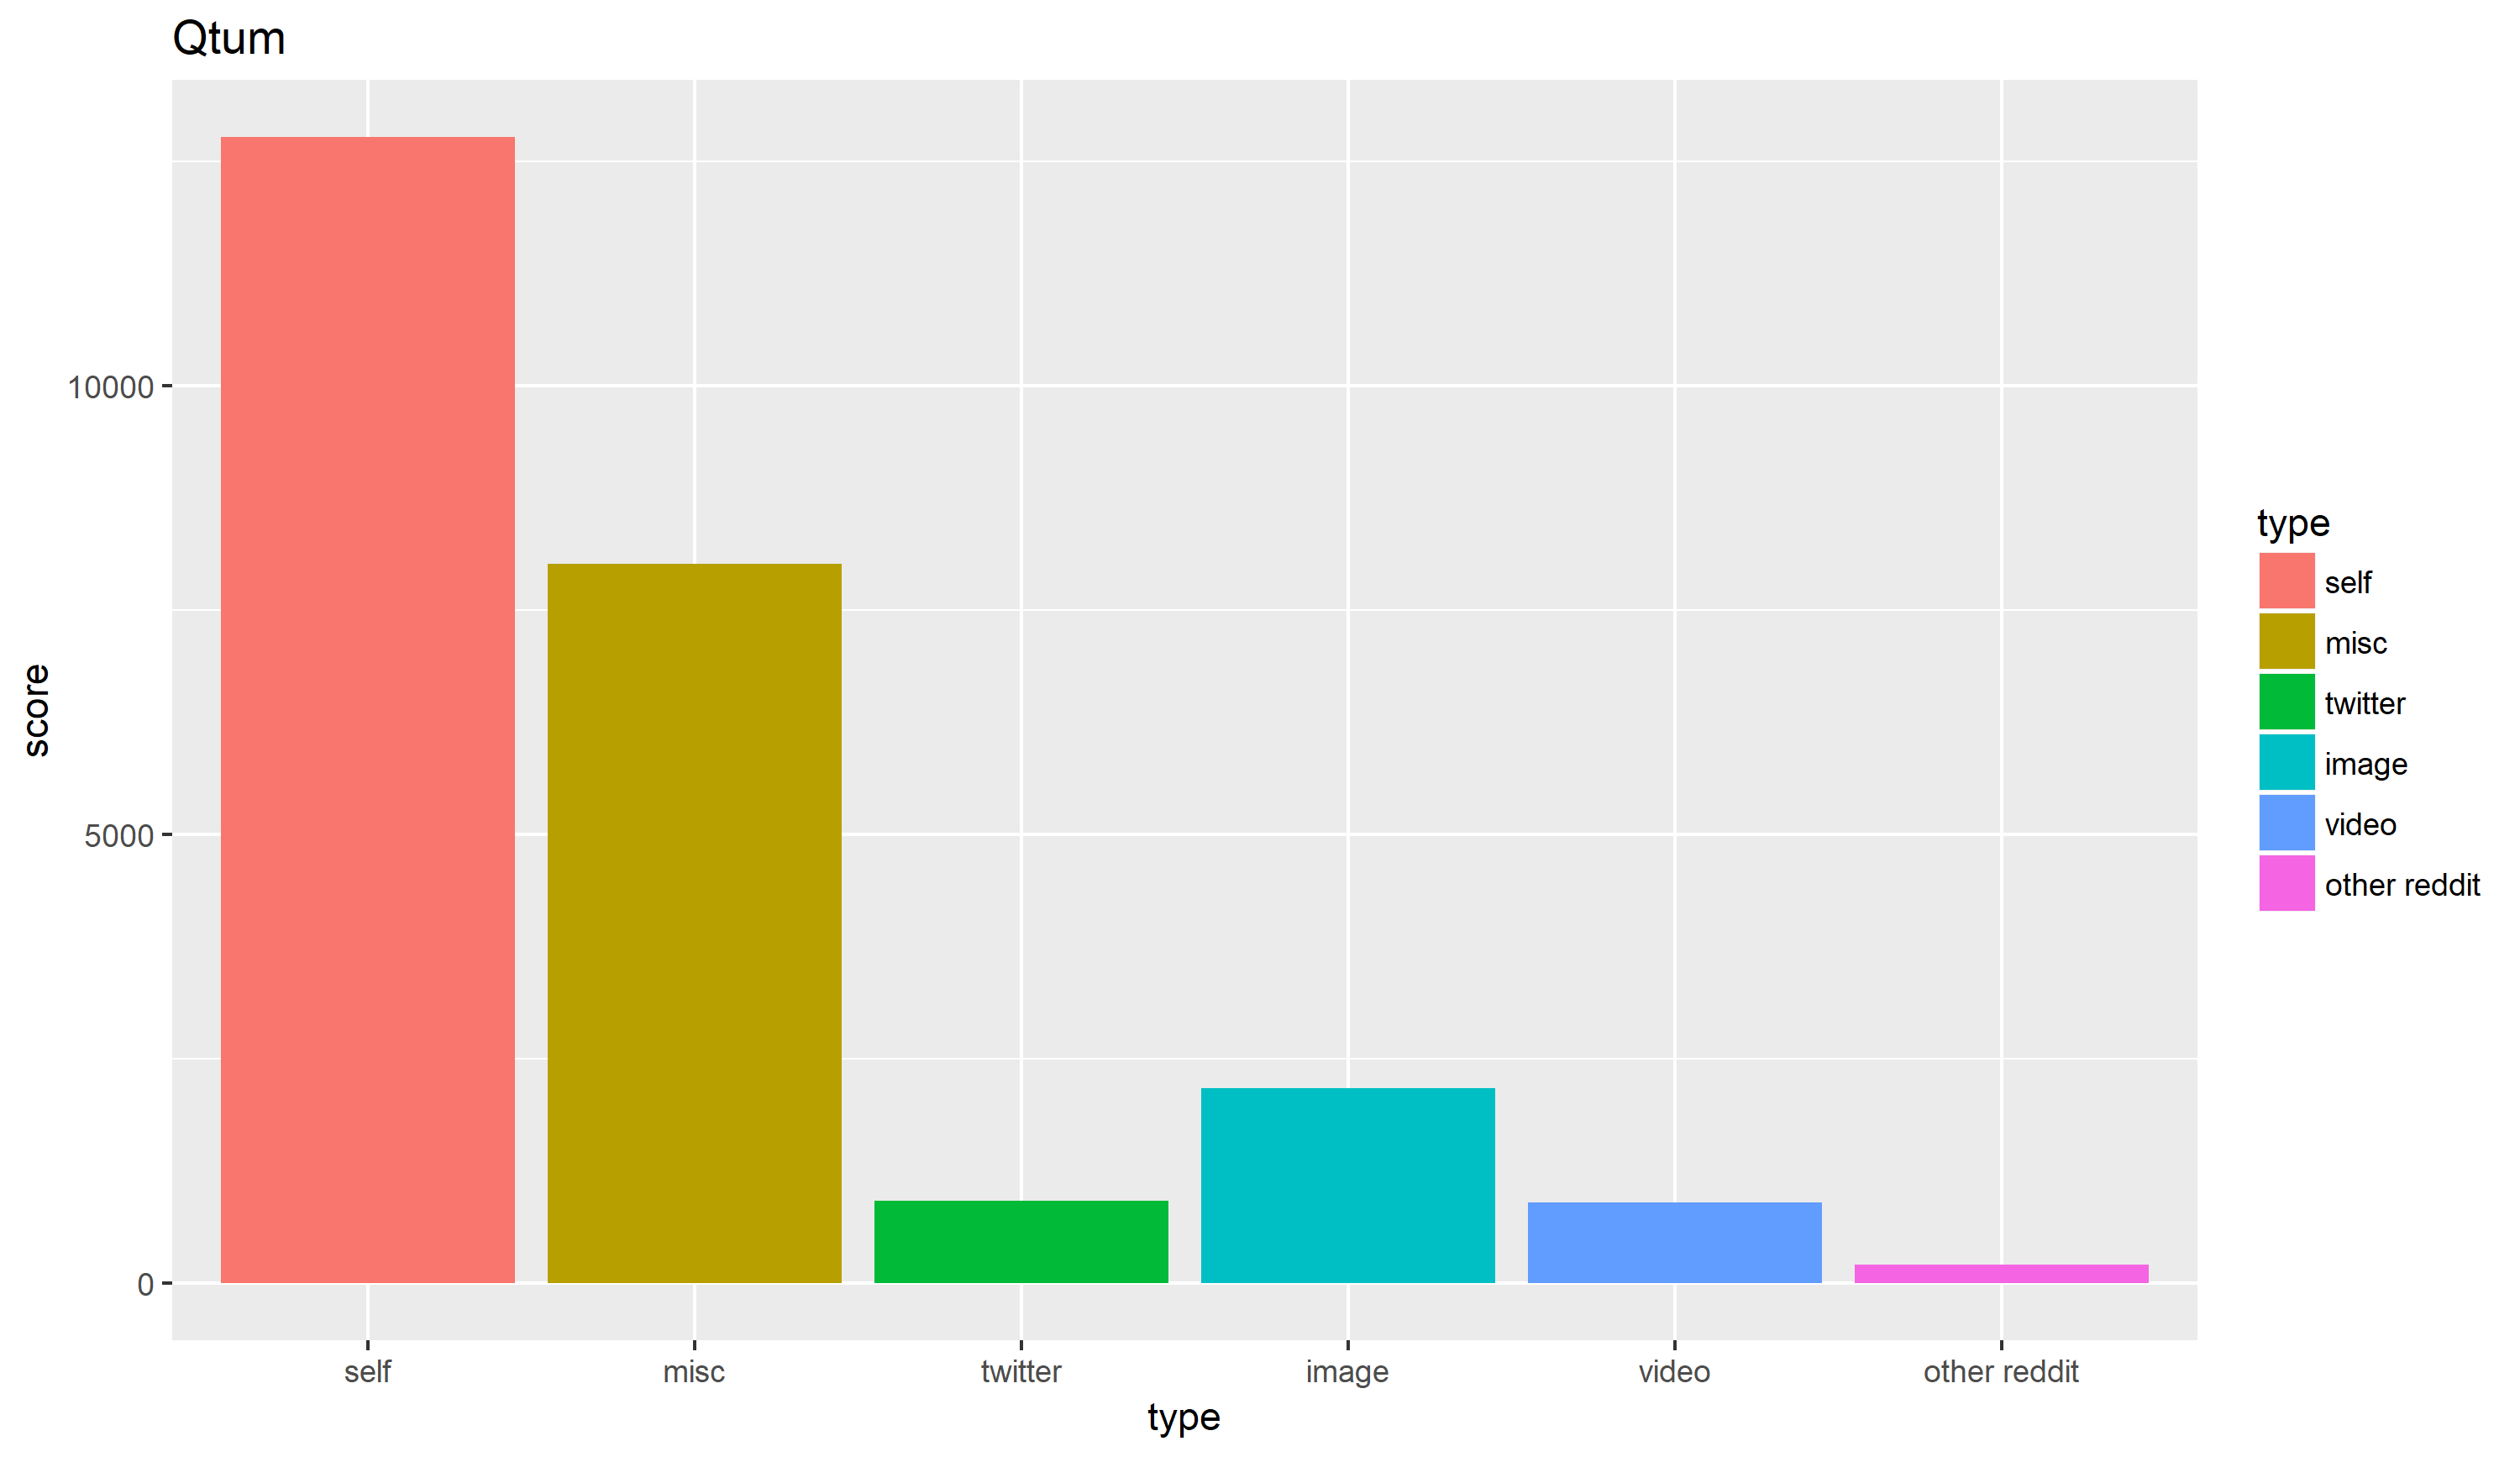 Qtum
score
10000
5000
0
self
misc
twitter
image
video
other reddit
type
type
self
misc
twitter
image
video
other reddit